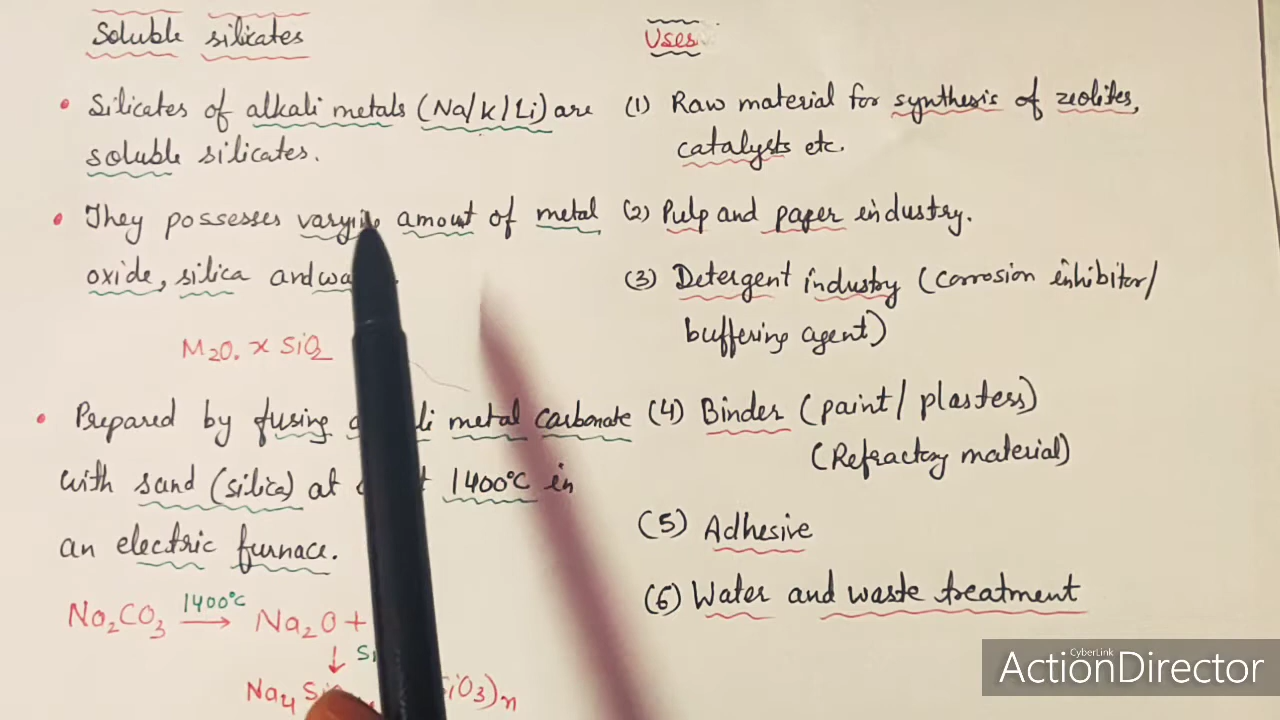 Soluble silicates
• Silicates of alkali metals (Na/K/Li) are
soluble silicates.
• They possesses amount of metal
oxide, silica and
M2O. x SiO2
• Prepared by fusing metal carbonate
with sand (silica) at 1400°C in
an electric furnace.
Na2CO3 1400°C → Na2O +
↓
Na4
)n
Uses
(1) Raw material for synthesis of zeolites,
catalysts etc.
(2) Pulp and paper industry.
(3) Detergent industry (corrosion inhibitor/
buffering agent)
(4) Binder (paint/plasters)
(Refractory material)
(5) Adhesive
(6) Water and waste treatment
CyberLink
ActionDirector